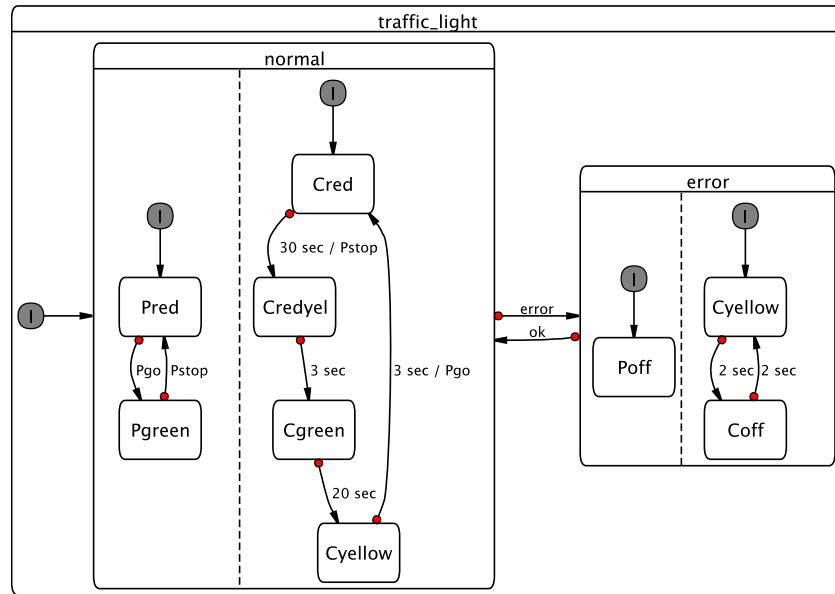 traffic_light
normal
I
Cred
30 sec / Pstop
error
I
I
Pred
Credyel
I
Cyellow
I
error
ok
Pgo
Pstop
3 sec
3 sec / Pgo
Poff
2 sec
2 sec
Pgreen
Cgreen
Coff
20 sec
Cyellow
I